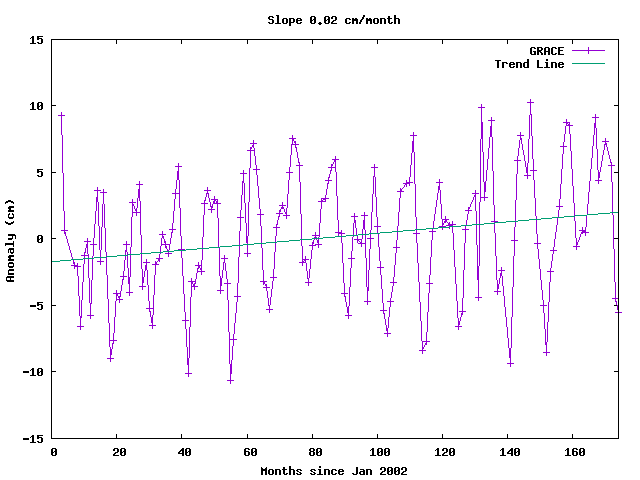 Slope 0.02 cm/month
GRACE
Trend Line
15
10
5
0
-5
-10
-15
Anomaly (cm)
0 20 40 60 80 100 120 140 160
Months since Jan 2002